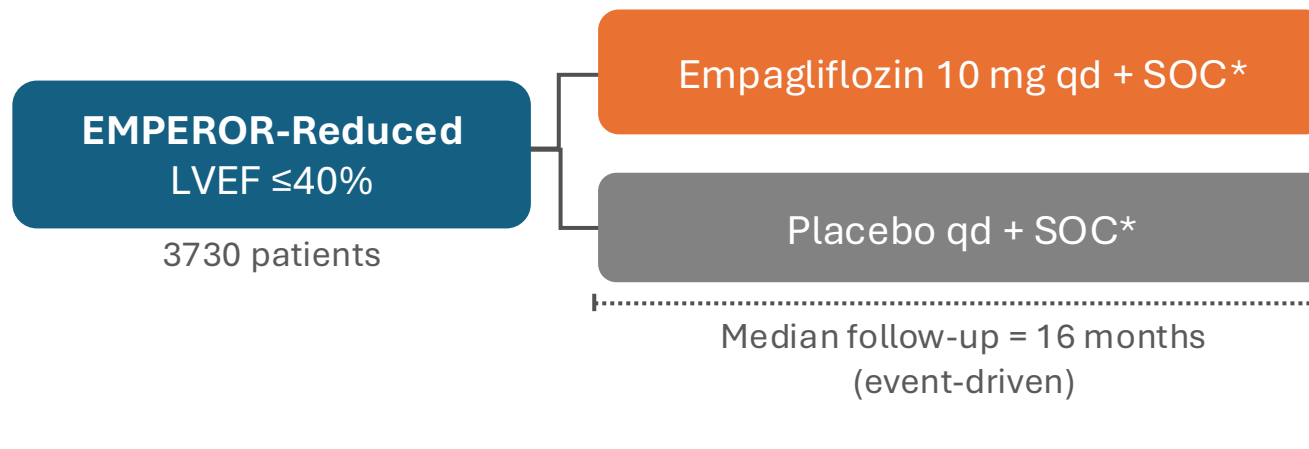 EMPEROR-Reduced
LVEF ≤40%
3730 patients
Empagliflozin 10 mg qd + SOC*
Placebo qd + SOC*
Median follow-up = 16 months
(event-driven)